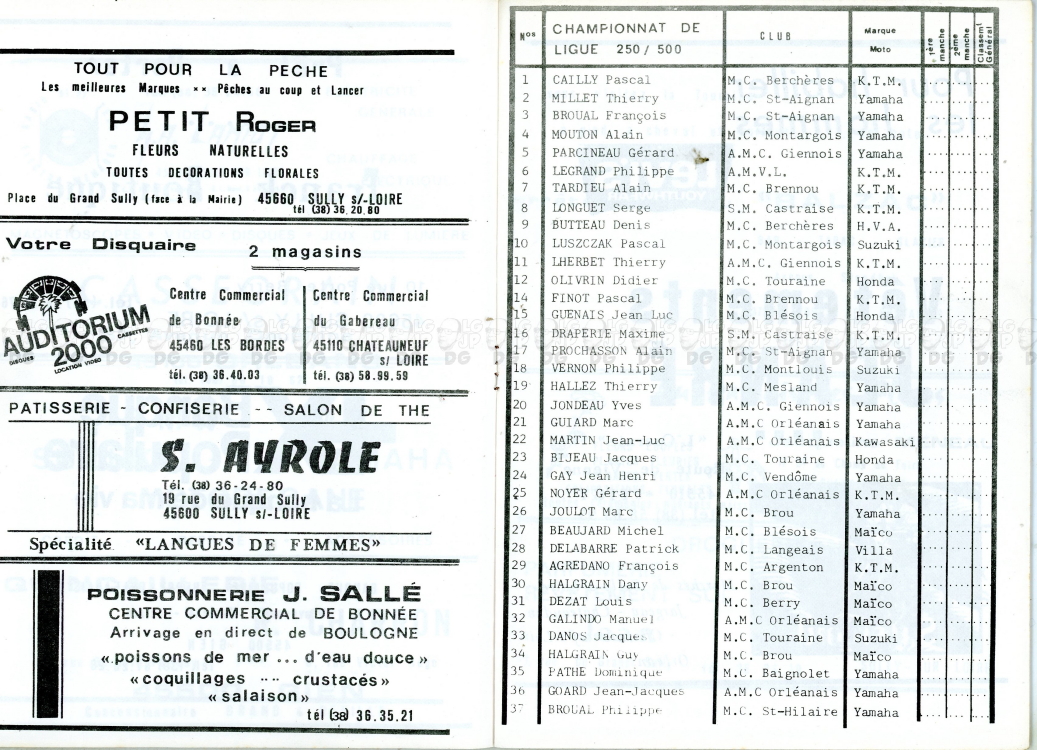 TOUT POUR LA PECHE
Les meilleures Marques ×× Pêches au coup et Lancer
PETIT ROGER
FLEURS NATURELLES
TOUTES DECORATIONS FLORALES
Place du Grand Sully (face à la Mairie) 45660 SULLY s/-LOIRE
tél (38) 36.20.80
Votre Disquaire 2 magasins
AUDITORIUM 2000
DISQUES CASSETTES
LOCATION VIDEO
Centre Commercial
de Bonnée
45460 LES BORDES
tél. (38) 36.40.03
Centre Commercial
du Gabereau
45110 CHATEAUNEUF
s/ LOIRE
tél. (38) 58.99.59
PATISSERIE - CONFISERIE -- SALON DE THE
S. AYROLE
Tél. (38) 36-24-80
19 rue du Grand Sully
45600 SULLY s/-LOIRE
Spécialité “LANGUES DE FEMMES”
POISSONNERIE J. SALLÉ
CENTRE COMMERCIAL DE BONNÉE
Arrivage en direct de BOULOGNE
«poissons de mer ... d'eau douce»
«coquillages --- crustacés»
«salaison»
tél (38) 36.35.21
Nos CHAMPIONNAT DE LIGUE 250/500 CLUB Marque Moto 1ère manche 2ème manche Classemt Général
1 CAILLY Pascal M.C. Berchères K.T.M.
2 MILLET Thierry M.C. St-Aignan Yamaha
3 BROUAL François M.C. St-Aignan Yamaha
4 MOUTON Alain M.C. Montargois Yamaha
5 PARCINEAU Gérard A.M.C. Giennois Yamaha
6 LEGRAND Philippe A.M.V.L. K.T.M.
7 TARDIEU Alain M.C. Brennou K.T.M.
8 LONGUET Serge S.M. Castraise K.T.M.
9 BUTTEAU Denis M.C. Berchères H.V.A.
10 LUSZCZAK Pascal M.C. Montargois Suzuki
11 LHERBET Thierry A.M.C. Giennois K.T.M.
12 OLIVRIN Didier M.C. Touraine Honda
14 FINOT Pascal M.C. Brennou K.T.M.
15 GUENAIS Jean Luc M.C. Blésois Honda
16 DRAPERIE Maxime S.M. Castraise K.T.M.
17 PROCHASSON Alain M.C. St-Aignan Yamaha
18 VERNON Philippe M.C. Montlouis Suzuki
19 HALLEZ Thierry M.C. Mesland Yamaha
20 JONDEAU Yves A.M.C. Giennois Yamaha
21 GUIARD Marc A.M.C Orléanais Yamaha
22 MARTIN Jean-Luc A.M.C Orléanais Kawasaki
23 BIJEAU Jacques M.C. Touraine Honda
24 GAY Jean Henri M.C. Vendôme Yamaha
25 NOYER Gérard A.M.C Orléanais K.T.M.
26 JOULOT Marc M.C. Brou Yamaha
27 BEAUJARD Michel M.C. Blésois Maïco
28 DELABARRE Patrick M.C. Langeais Villa
29 AGREDANO François M.C. Argenton K.T.M.
30 HALGRAIN Dany M.C. Brou Maïco
31 DEZAT Louis M.C. Berry Maïco
32 GALINDO Manuel A.M.C Orléanais Maïco
33 DANOS Jacques M.C. Touraine Suzuki
34 HALGRAIN Guy M.C. Brou Maïco
35 PATHE Dominique M.C. Baignolet Yamaha
36 GOARD Jean-Jacques A.M.C Orléanais Yamaha
37 BROUAL Philippe M.C. St-Hilaire Yamaha